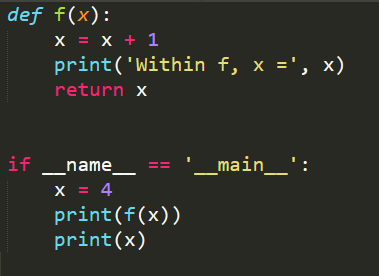 def f(x):
    x = x + 1
    print('Within f, x =', x)
    return x
if __name__ == '__main__':
    x = 4
    print(f(x))
    print(x)